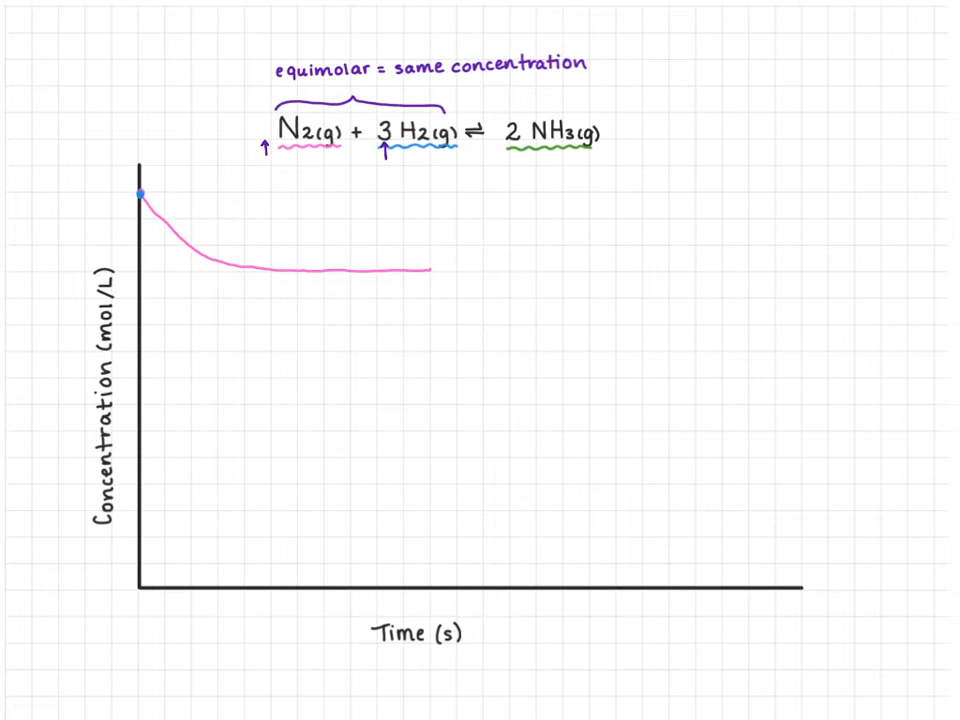 equimolar = same concentration
N₂(g) + 3 H₂(g) ⇌ 2 NH₃(g)
Concentration (mol/L)
Time (s)